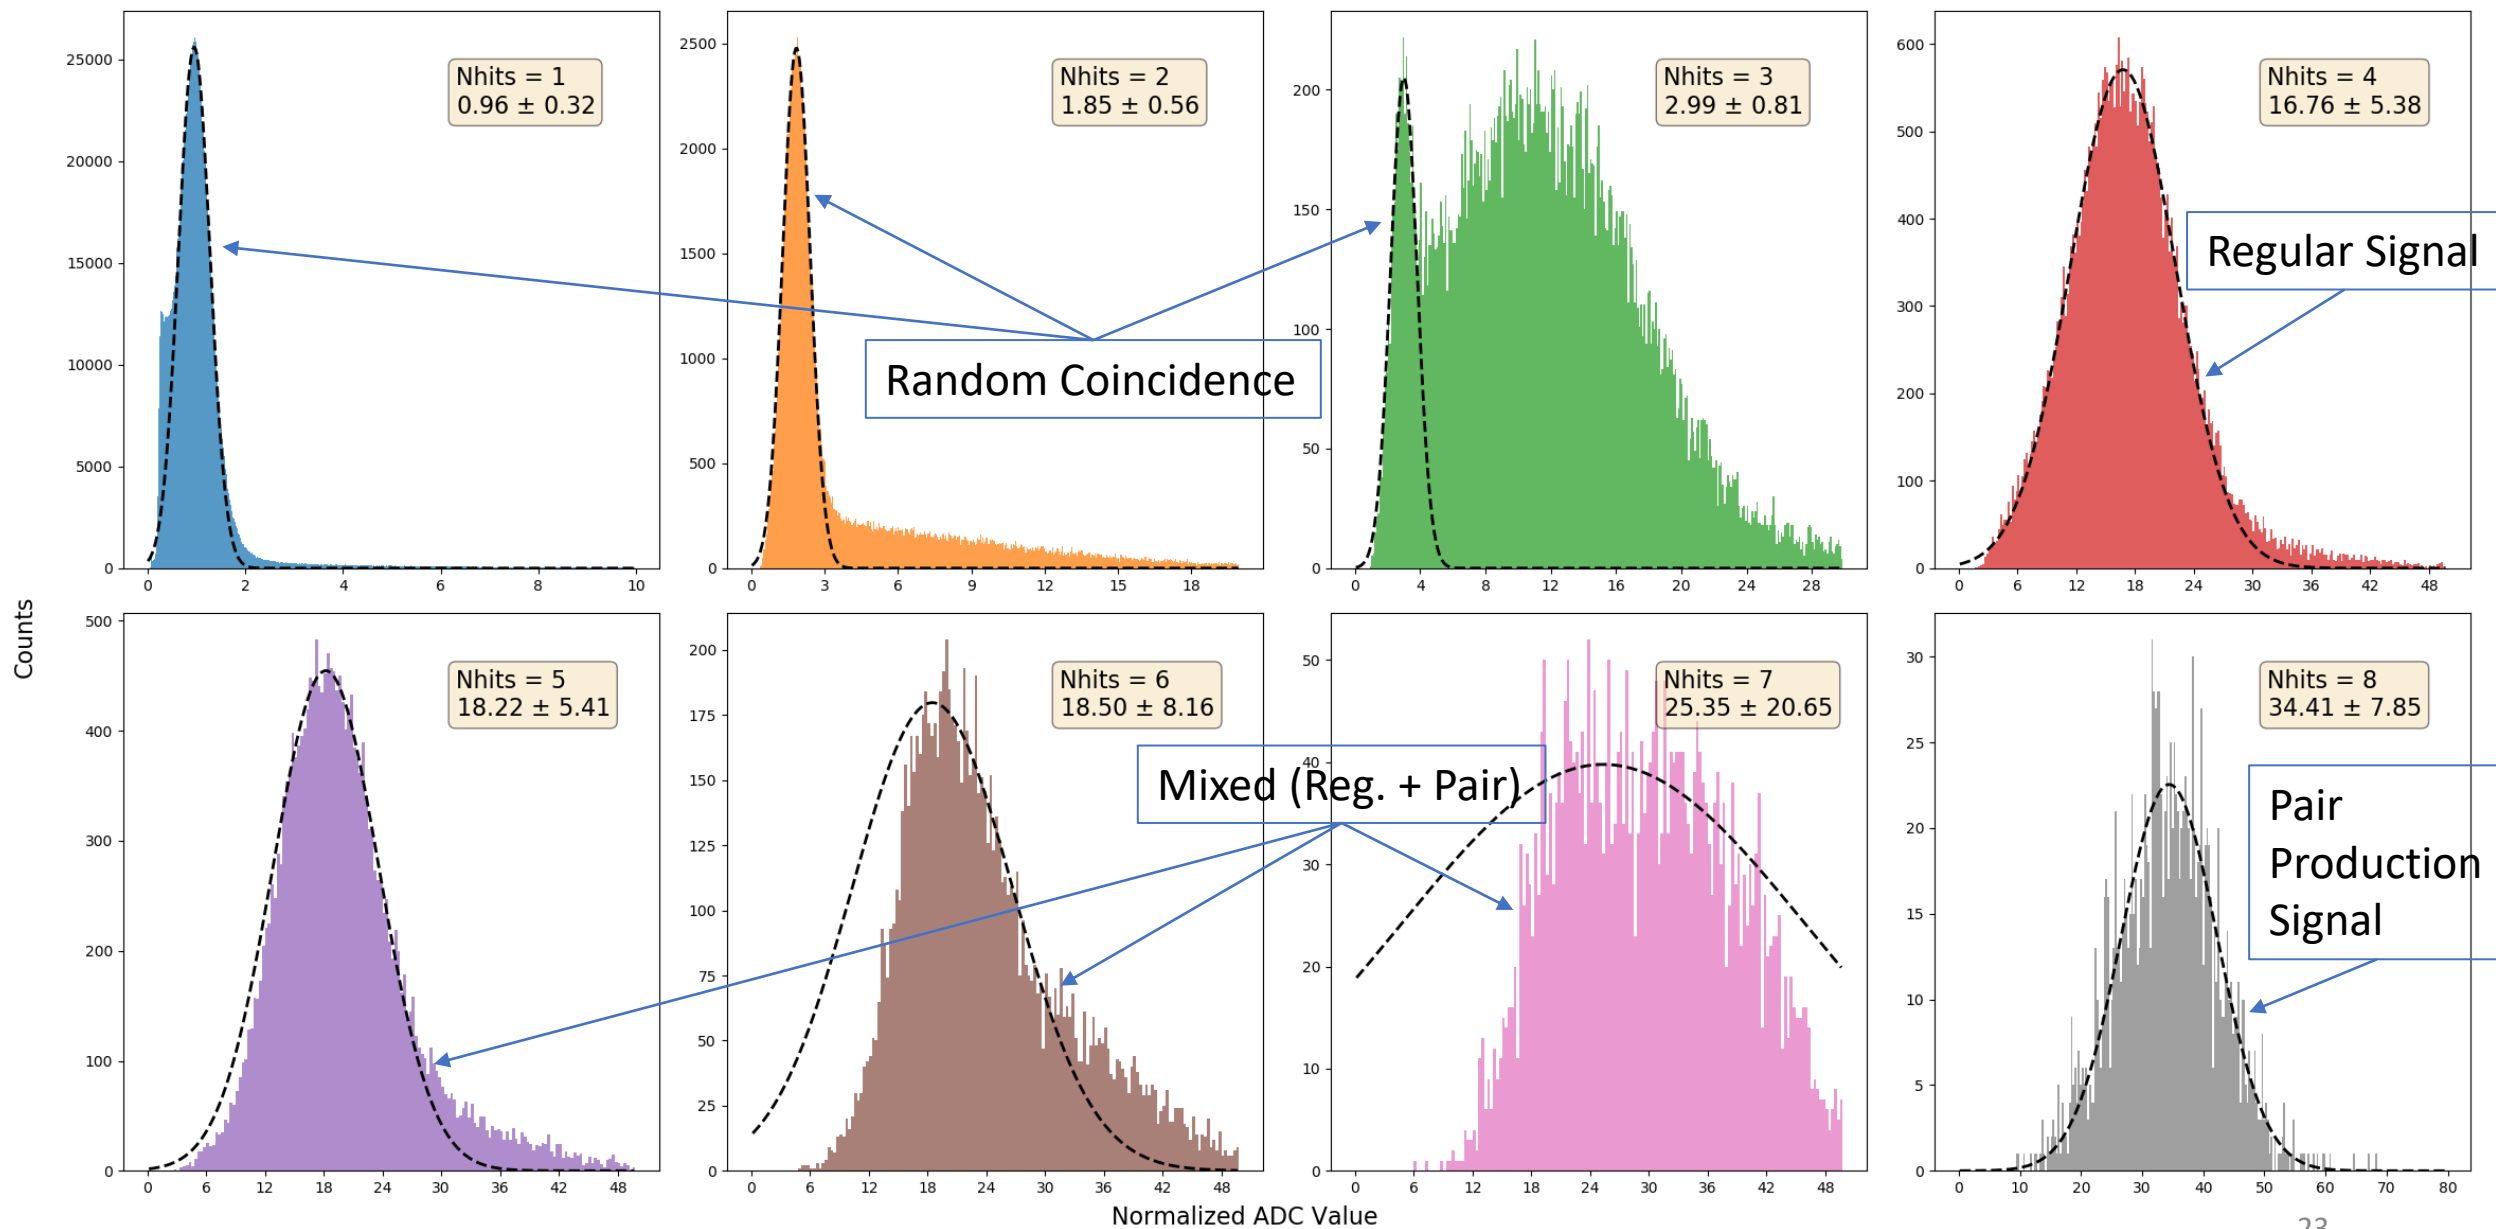 25000
20000
15000
10000
5000
0
0 2 4 6 8 10
Nhits = 1
0.96 ± 0.32
2500
2000
1500
1000
500
0
0 3 6 9 12 15 18
Nhits = 2
1.85 ± 0.56
200
150
100
50
0
0 4 8 12 16 20 24 28
Nhits = 3
2.99 ± 0.81
600
500
400
300
200
100
0
0 6 12 18 24 30 36 42 48
Nhits = 4
16.76 ± 5.38
Random Coincidence
Regular Signal
Counts
500
400
300
200
100
0
0 6 12 18 24 30 36 42 48
Nhits = 5
18.22 ± 5.41
200
175
150
125
100
75
50
25
0
0 6 12 18 24 30 36 42 48
Nhits = 6
18.50 ± 8.16
50
40
30
20
10
0
0 6 12 18 24 30 36 42 48
Nhits = 7
25.35 ± 20.65
30
25
20
15
10
5
0
0 10 20 30 40 50 60 70 80
Nhits = 8
34.41 ± 7.85
Mixed (Reg. + Pair)
Pair
Production
Signal
Normalized ADC Value
23